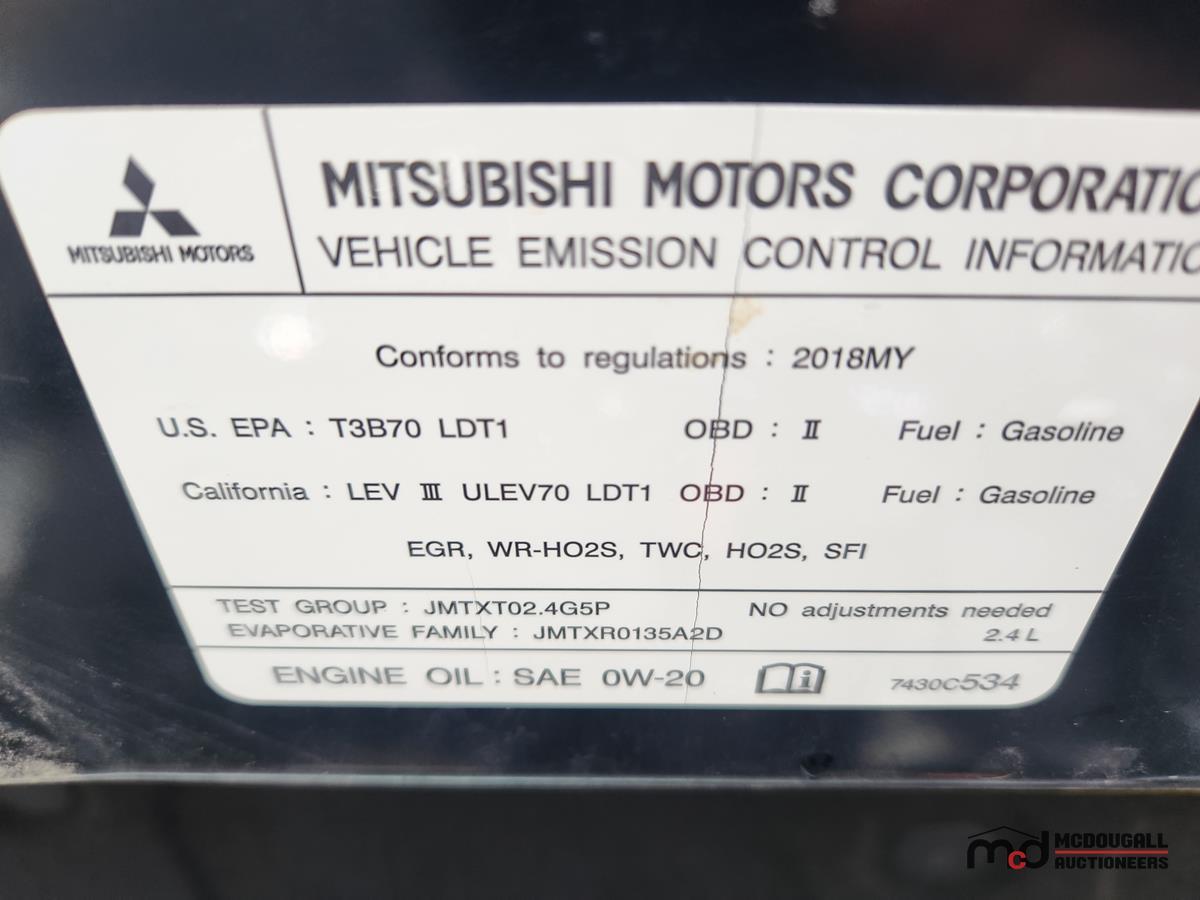 MITSUBISHI MOTORS
MITSUBISHI MOTORS CORPORATIO
VEHICLE EMISSION CONTROL INFORMATIO
Conforms to regulations : 2018MY
U.S. EPA : T3B70 LDT1 OBD : II Fuel : Gasoline
California : LEV III ULEV70 LDT1 OBD : II Fuel : Gasoline
EGR, WR-HO2S, TWC, HO2S, SFI
TEST GROUP : JMTXT02.4G5P NO adjustments needed
EVAPORATIVE FAMILY : JMTXR0135A2D 2.4 L
ENGINE OIL : SAE 0W-20 7430C534
mcd MCDOUGALL
AUCTIONEERS